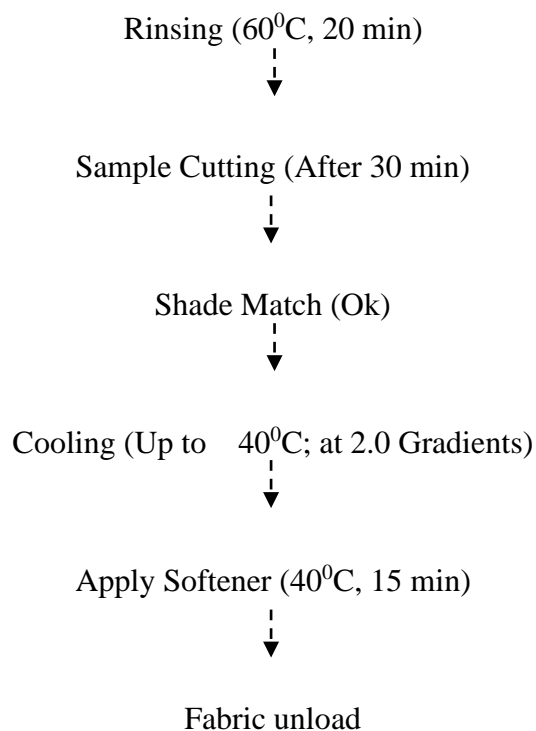 Rinsing (60⁰C, 20 min)
Sample Cutting (After 30 min)
Shade Match (Ok)
Cooling (Up to 40⁰C; at 2.0 Gradients)
Apply Softener (40⁰C, 15 min)
Fabric unload